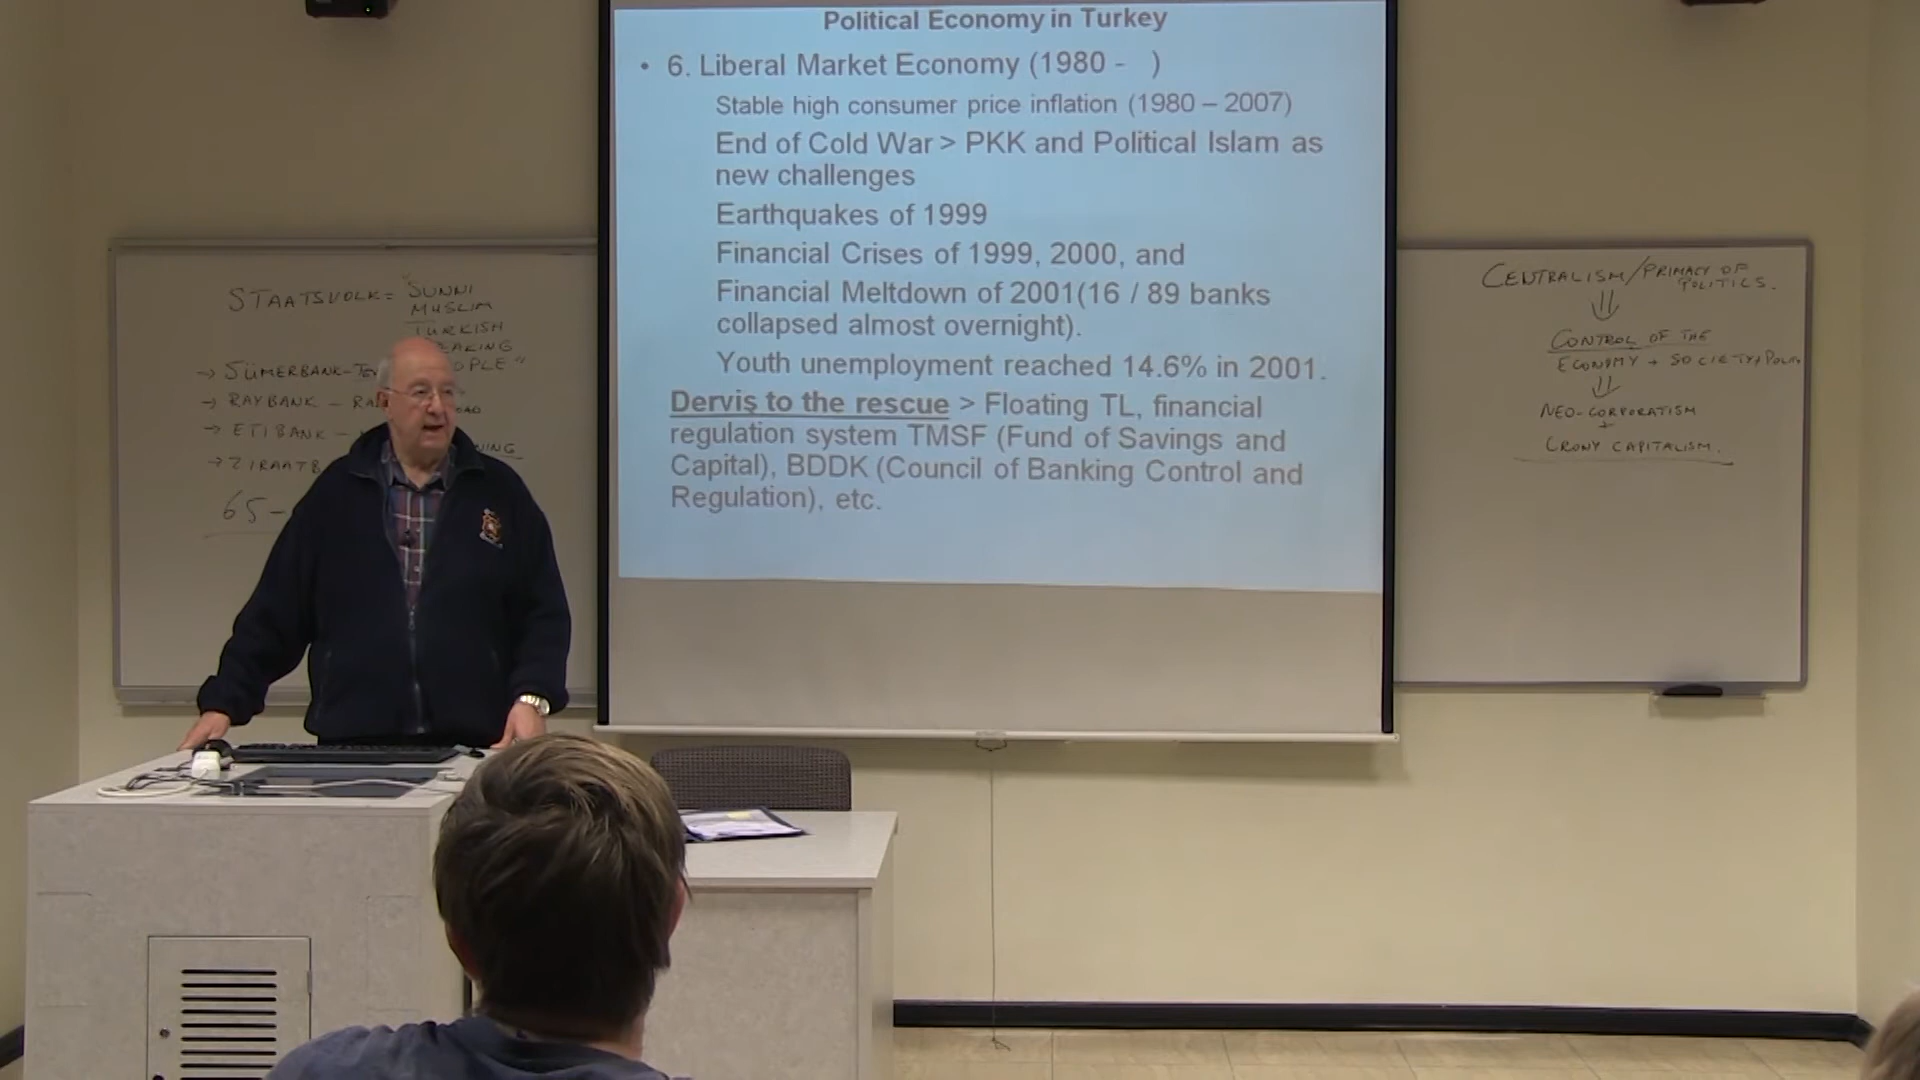 Political Economy in Turkey
• 6. Liberal Market Economy (1980 - )
Stable high consumer price inflation (1980 – 2007)
End of Cold War > PKK and Political Islam as
new challenges
Earthquakes of 1999
Financial Crises of 1999, 2000, and
Financial Meltdown of 2001(16 / 89 banks
collapsed almost overnight).
Youth unemployment reached 14.6% in 2001.
Derviş to the rescue > Floating TL, financial
regulation system TMSF (Fund of Savings and
Capital), BDDK (Council of Banking Control and
Regulation), etc.
STAATSVOLK = "SUNNI
MUSLIM
TURKISH
→ SÜMERBANK -
→ RAYBANK -
→ ETIBANK -
65 -
CENTRALISM/PRIMACY OF
POLITICS.
⇓
CONTROL OF THE
ECONOMY + SOCIETY +
⇓
NEO-CORPORATISM
+
CRONY CAPITALISM.